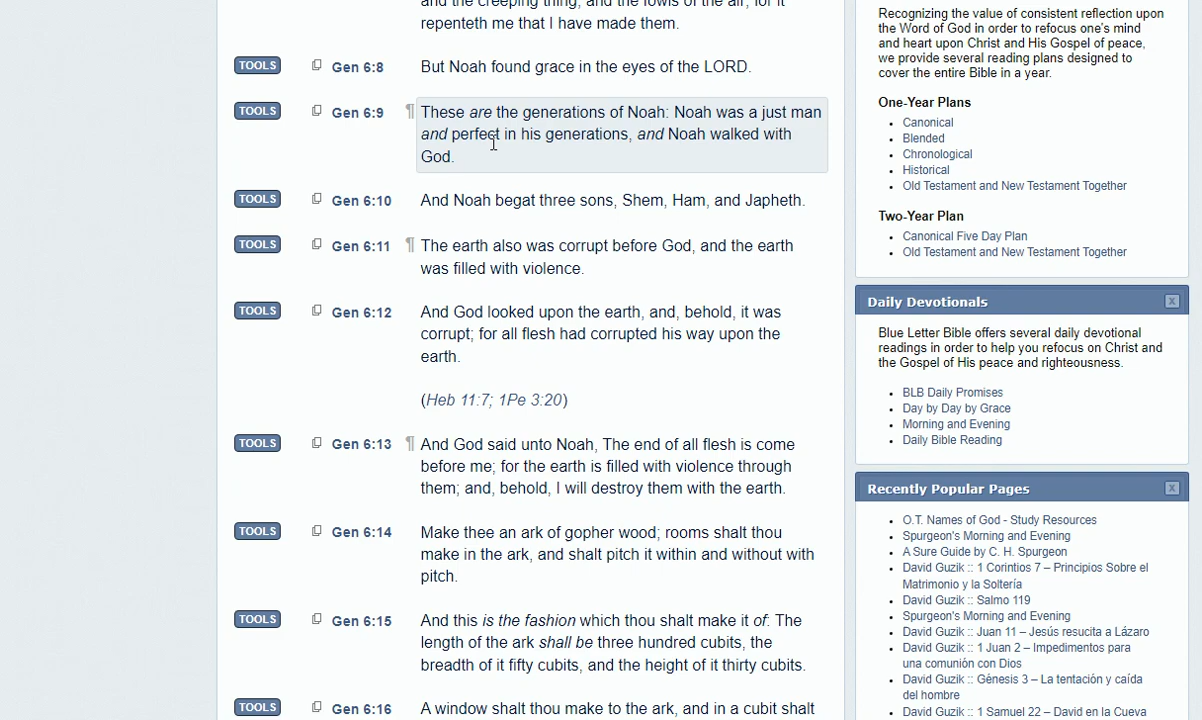 and the creeping thing, and the fowls of the air; for it
repenteth me that I have made them.
TOOLS Gen 6:8 But Noah found grace in the eyes of the LORD.
TOOLS Gen 6:9 ¶ These are the generations of Noah: Noah was a just man
and perfect in his generations, and Noah walked with
God.
TOOLS Gen 6:10 And Noah begat three sons, Shem, Ham, and Japheth.
TOOLS Gen 6:11 ¶ The earth also was corrupt before God, and the earth
was filled with violence.
TOOLS Gen 6:12 And God looked upon the earth, and, behold, it was
corrupt; for all flesh had corrupted his way upon the
earth.
(Heb 11:7; 1Pe 3:20)
TOOLS Gen 6:13 ¶ And God said unto Noah, The end of all flesh is come
before me; for the earth is filled with violence through
them; and, behold, I will destroy them with the earth.
TOOLS Gen 6:14 Make thee an ark of gopher wood; rooms shalt thou
make in the ark, and shalt pitch it within and without with
pitch.
TOOLS Gen 6:15 And this is the fashion which thou shalt make it of: The
length of the ark shall be three hundred cubits, the
breadth of it fifty cubits, and the height of it thirty cubits.
TOOLS Gen 6:16 A window shalt thou make to the ark, and in a cubit shalt
Recognizing the value of consistent reflection upon
the Word of God in order to refocus one's mind
and heart upon Christ and His Gospel of peace,
we provide several reading plans designed to
cover the entire Bible in a year.
One-Year Plans
• Canonical
• Blended
• Chronological
• Historical
• Old Testament and New Testament Together
Two-Year Plan
• Canonical Five Day Plan
• Old Testament and New Testament Together
Daily Devotionals x
Blue Letter Bible offers several daily devotional
readings in order to help you refocus on Christ and
the Gospel of His peace and righteousness.
• BLB Daily Promises
• Day by Day by Grace
• Morning and Evening
• Daily Bible Reading
Recently Popular Pages x
• O.T. Names of God - Study Resources
• Spurgeon's Morning and Evening
• A Sure Guide by C. H. Spurgeon
• David Guzik :: 1 Corintios 7 – Principios Sobre el
Matrimonio y la Soltería
• David Guzik :: Salmo 119
• Spurgeon's Morning and Evening
• David Guzik :: Juan 11 – Jesús resucita a Lázaro
• David Guzik :: 1 Juan 2 – Impedimentos para
una comunión con Dios
• David Guzik :: Génesis 3 – La tentación y caída
del hombre
• David Guzik :: 1 Samuel 22 – David en la Cueva